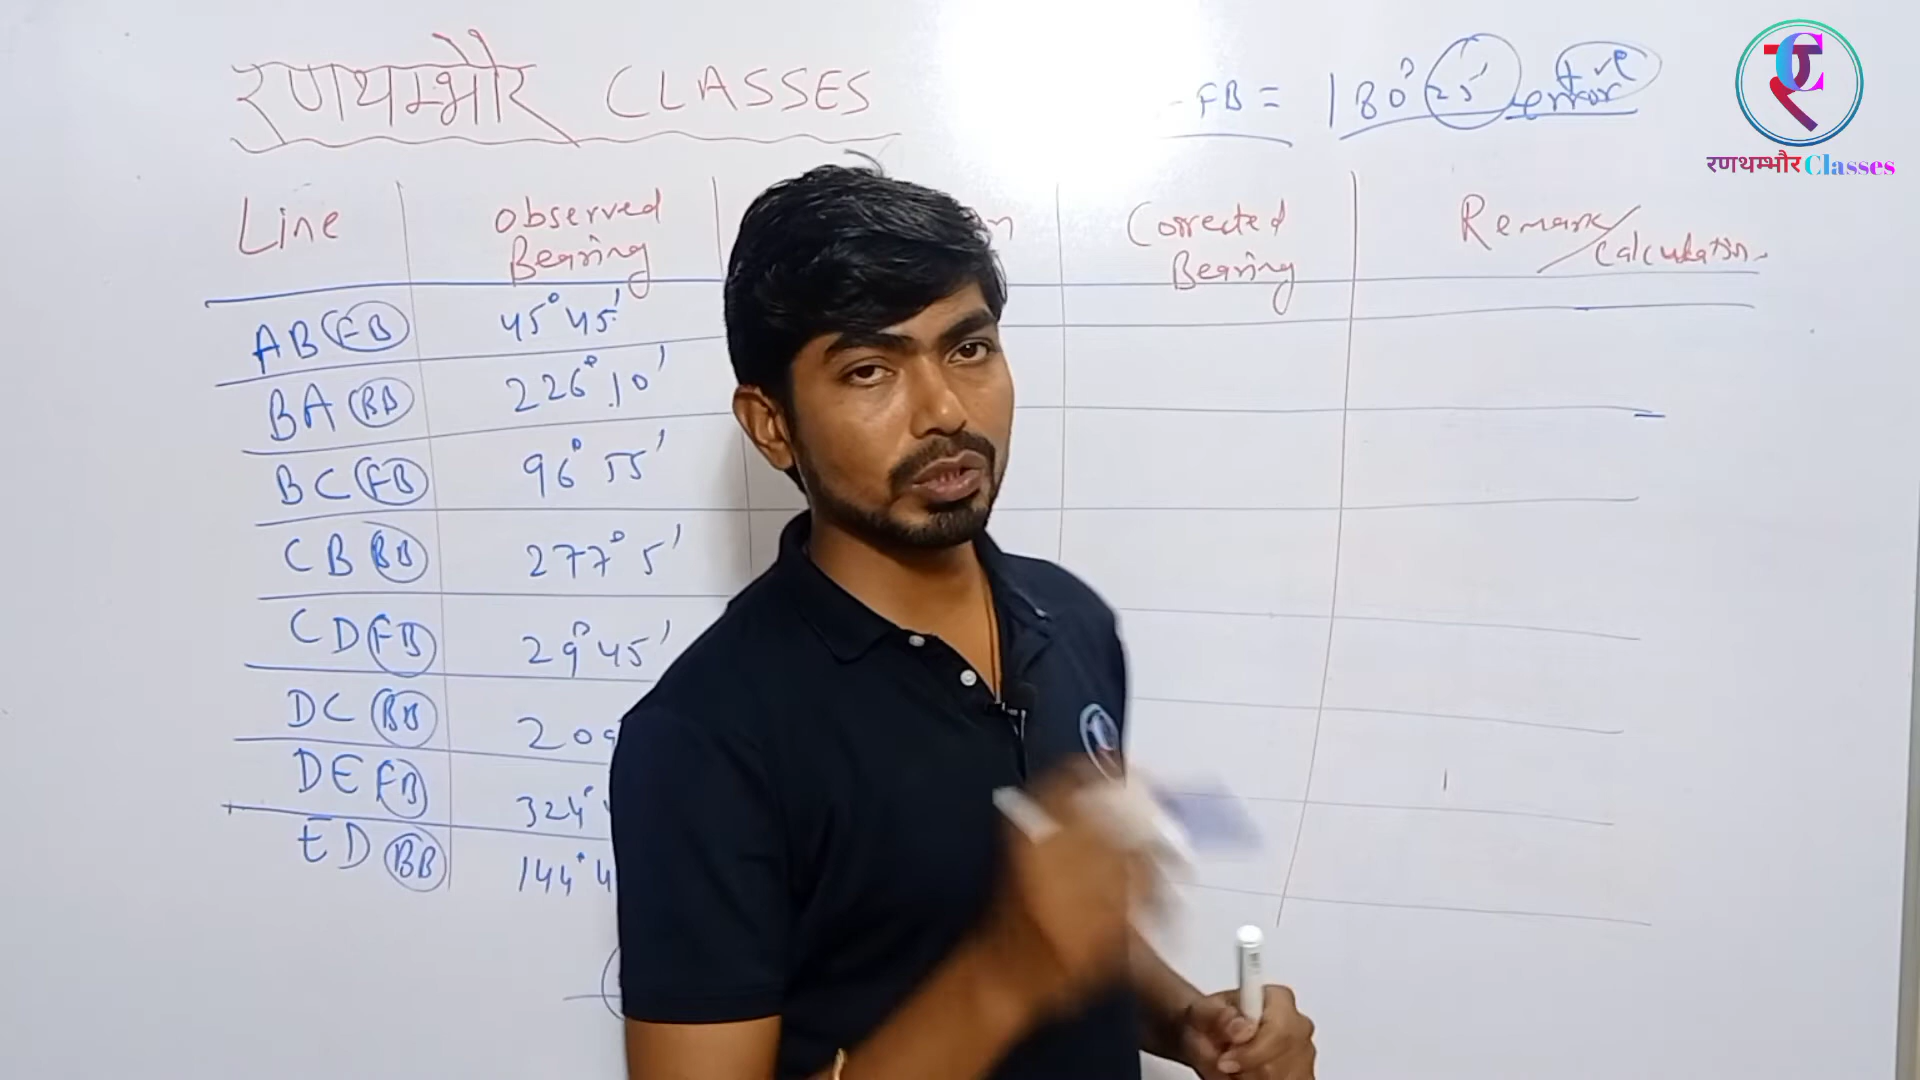 रणथम्भौर CLASSES
FB = 180° 25' error +ve
रणथम्भौर Classes
Line
Observed Bearing
Corrected Bearing
Remark/Calculation
AB FB 45° 45'
BA BB 226° 10'
BC FB 96° 55'
CB BB 277° 5'
CD FB 29° 45'
DC BB
DE FB 324°
ED BB 144°